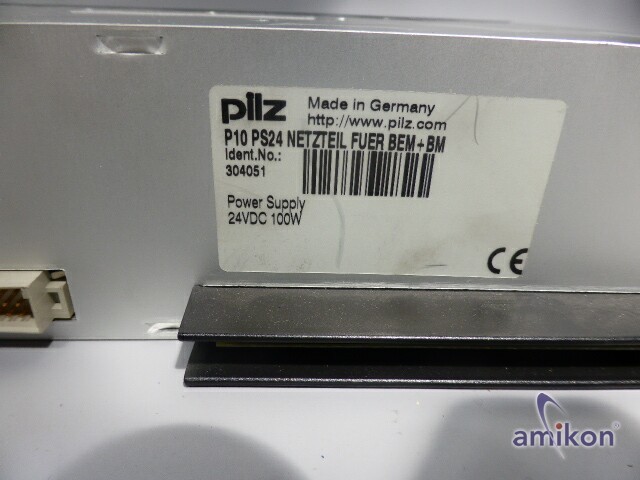 pilz
Made in Germany
http://www.pilz.com
P10 PS24 NETZTEIL FUER BEM+BM
Ident.No.:
304051
Power Supply
24VDC 100W
CE
amikon